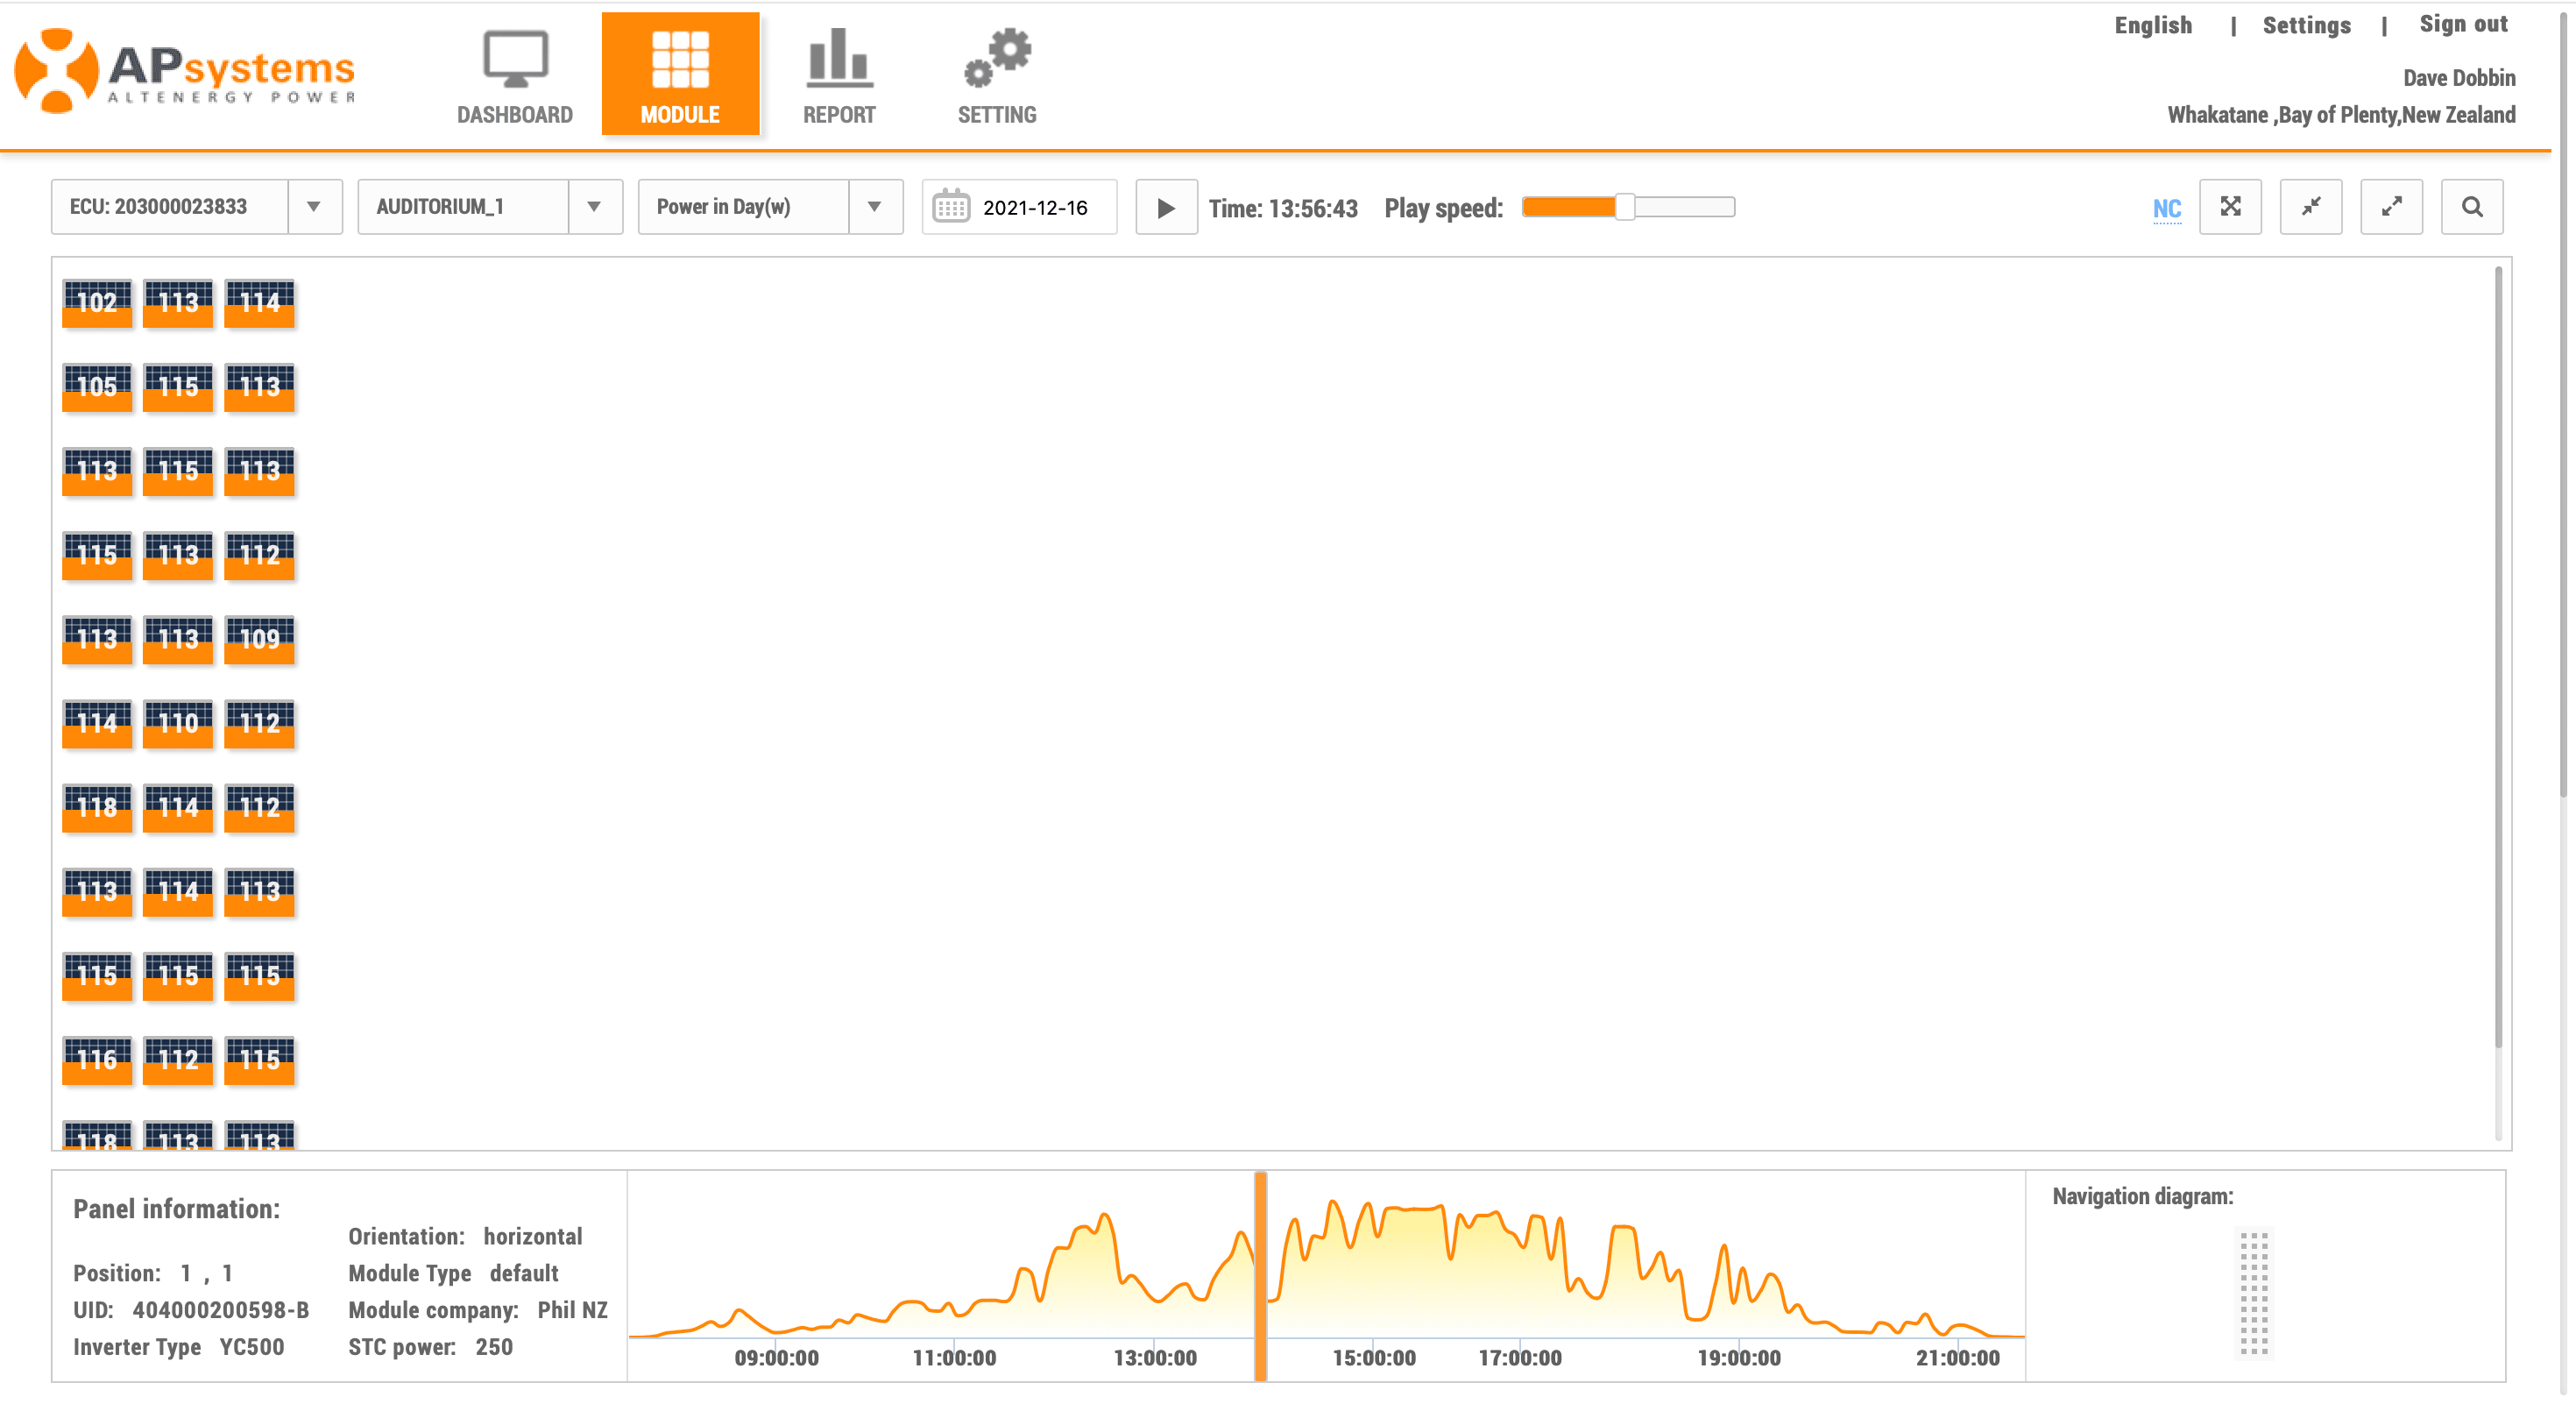 APsystems
ALTENERGY POWER
DASHBOARD
MODULE
REPORT
SETTING
English | Settings | Sign out
Dave Dobbin
Whakatane ,Bay of Plenty,New Zealand
ECU: 203000023833
AUDITORIUM_1
Power in Day(w)
2021-12-16
Time: 13:56:43
Play speed:
NC
102 113 114
105 115 113
113 115 113
115 113 112
113 113 109
114 110 112
118 114 112
113 114 113
115 115 115
116 112 115
118 113 113
Panel information:
Position: 1 , 1
UID: 404000200598-B
Inverter Type YC500
Orientation: horizontal
Module Type default
Module company: Phil NZ
STC power: 250
09:00:00 11:00:00 13:00:00 15:00:00 17:00:00 19:00:00 21:00:00
Navigation diagram: